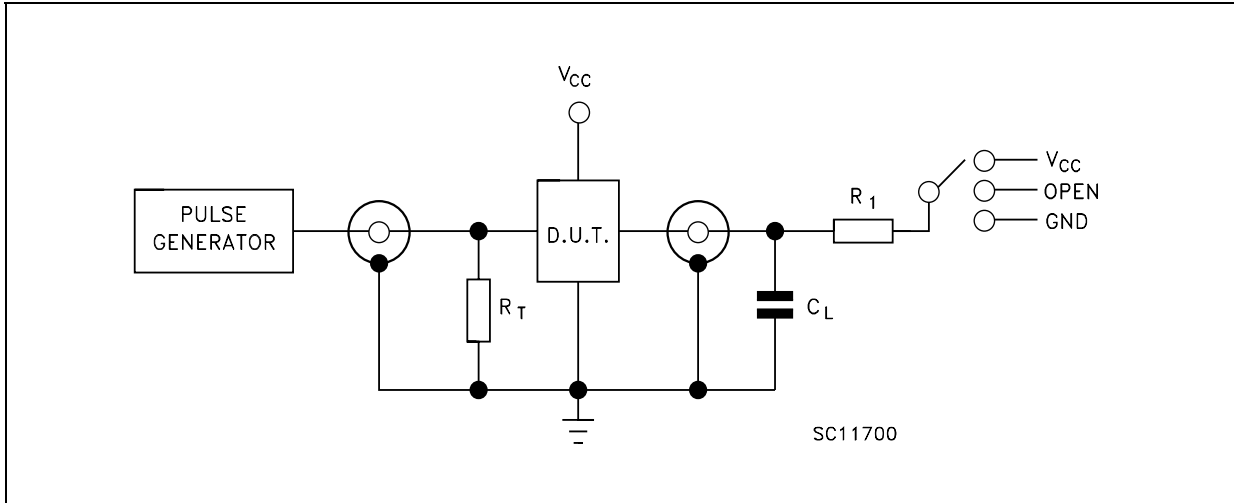 VCC
PULSE
GENERATOR
D.U.T.
RT
CL
R1
VCC
OPEN
GND
SC11700